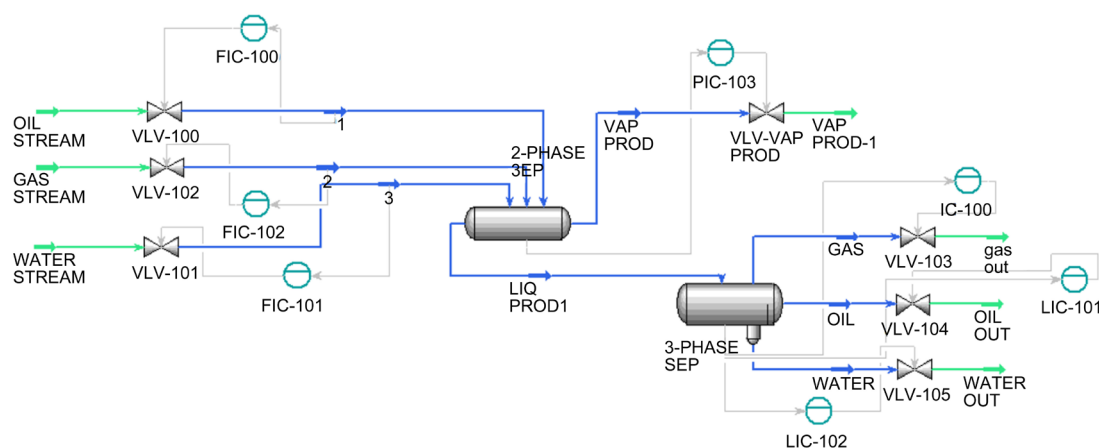 FIC-100
PIC-103
OIL
STREAM
VLV-100
1
VAP
PROD
VLV-VAP
PROD
VAP
PROD-1
2-PHASE
SEP
GAS
STREAM
VLV-102
2
3
FIC-102
IC-100
WATER
STREAM
VLV-101
FIC-101
LIQ
PROD1
GAS
VLV-103
gas
out
LIC-101
OIL
VLV-104
OIL
OUT
3-PHASE
SEP
WATER
VLV-105
WATER
OUT
LIC-102